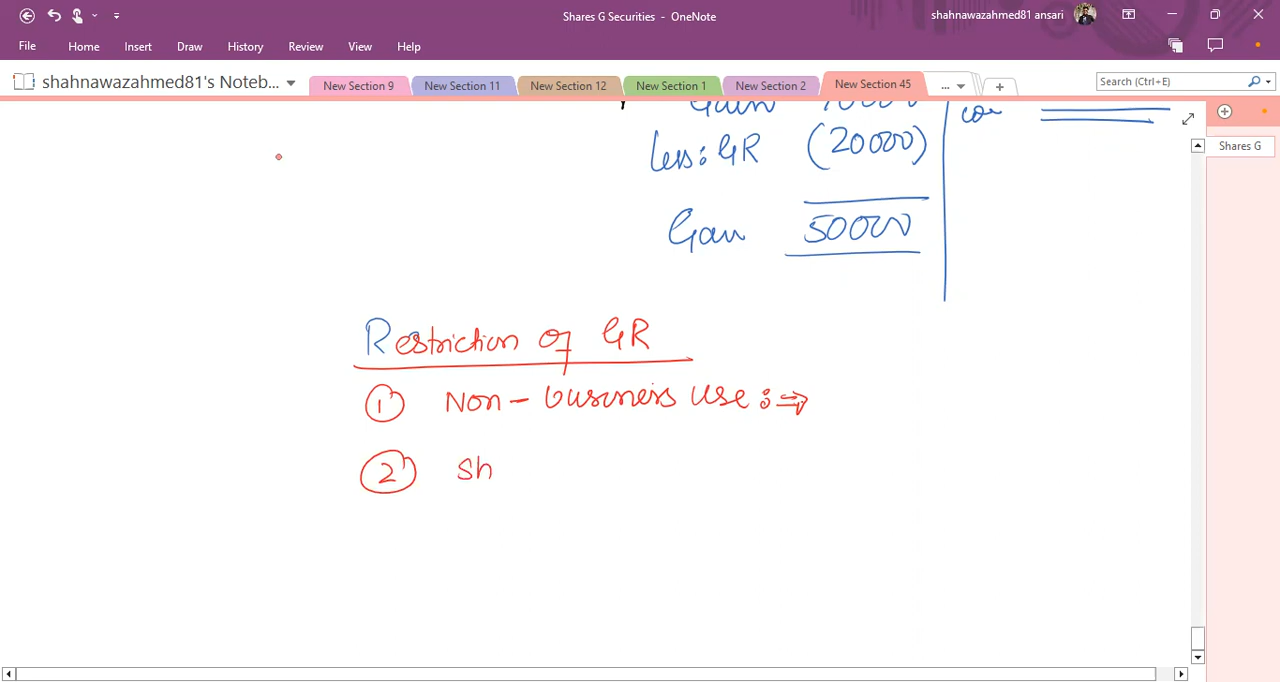 Shares G Securities - OneNote
shahnawazahmed81 ansari
File Home Insert Draw History Review View Help
shahnawazahmed81's Noteb... New Section 9 New Section 11 New Section 12 New Section 1 New Section 2 New Section 45 ... + Search (Ctrl+E)
Shares G
Gain
Less: GR (20000)
Gain 50000
Restriction of GR
1 Non-business use :⇒
2 Sh